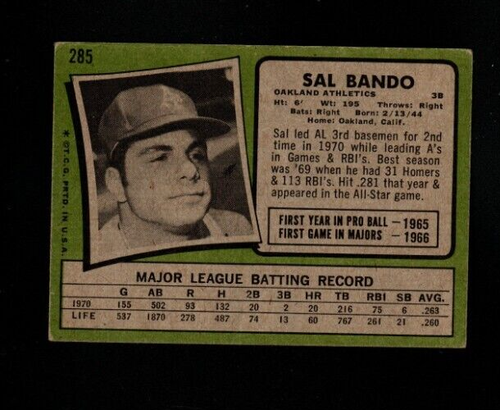 285
SAL BANDO
OAKLAND ATHLETICS 3B
Ht: 6' Wt: 195 Throws: Right
Bats: Right Born: 2/13/44
Home: Oakland, Calif.
Sal led AL 3rd basemen for 2nd
time in 1970 while leading A's
in Games & RBI's. Best season
was '69 when he had 31 Homers
& 113 RBI's. Hit .281 that year &
appeared in the All-Star game.
FIRST YEAR IN PRO BALL — 1965
FIRST GAME IN MAJORS — 1966
* ©T.C.G. PRTD. IN U.S.A.
MAJOR LEAGUE BATTING RECORD
G AB R H 2B 3B HR TB RBI SB AVG.
1970 155 502 93 132 20 2 20 216 75 6 .263
LIFE 537 1870 278 487 74 13 60 767 261 21 .260